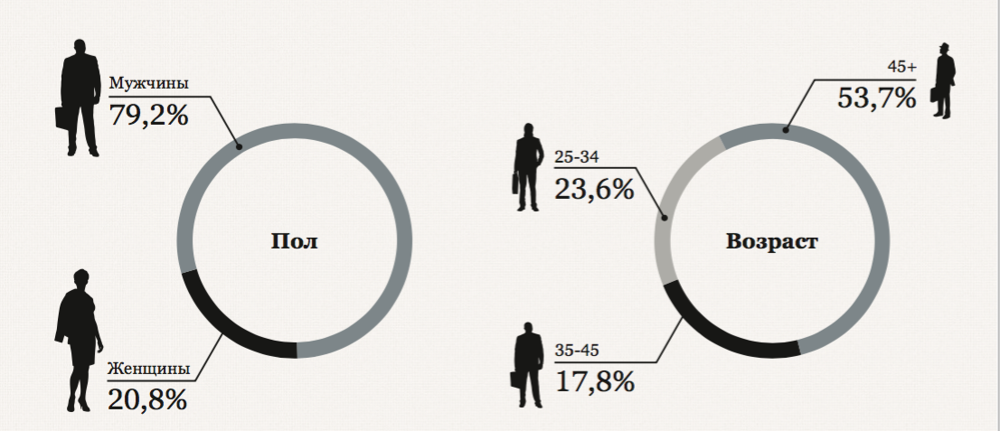 Мужчины
79,2%
Пол
Женщины
20,8%
45+
53,7%
25-34
23,6%
Возраст
35-45
17,8%